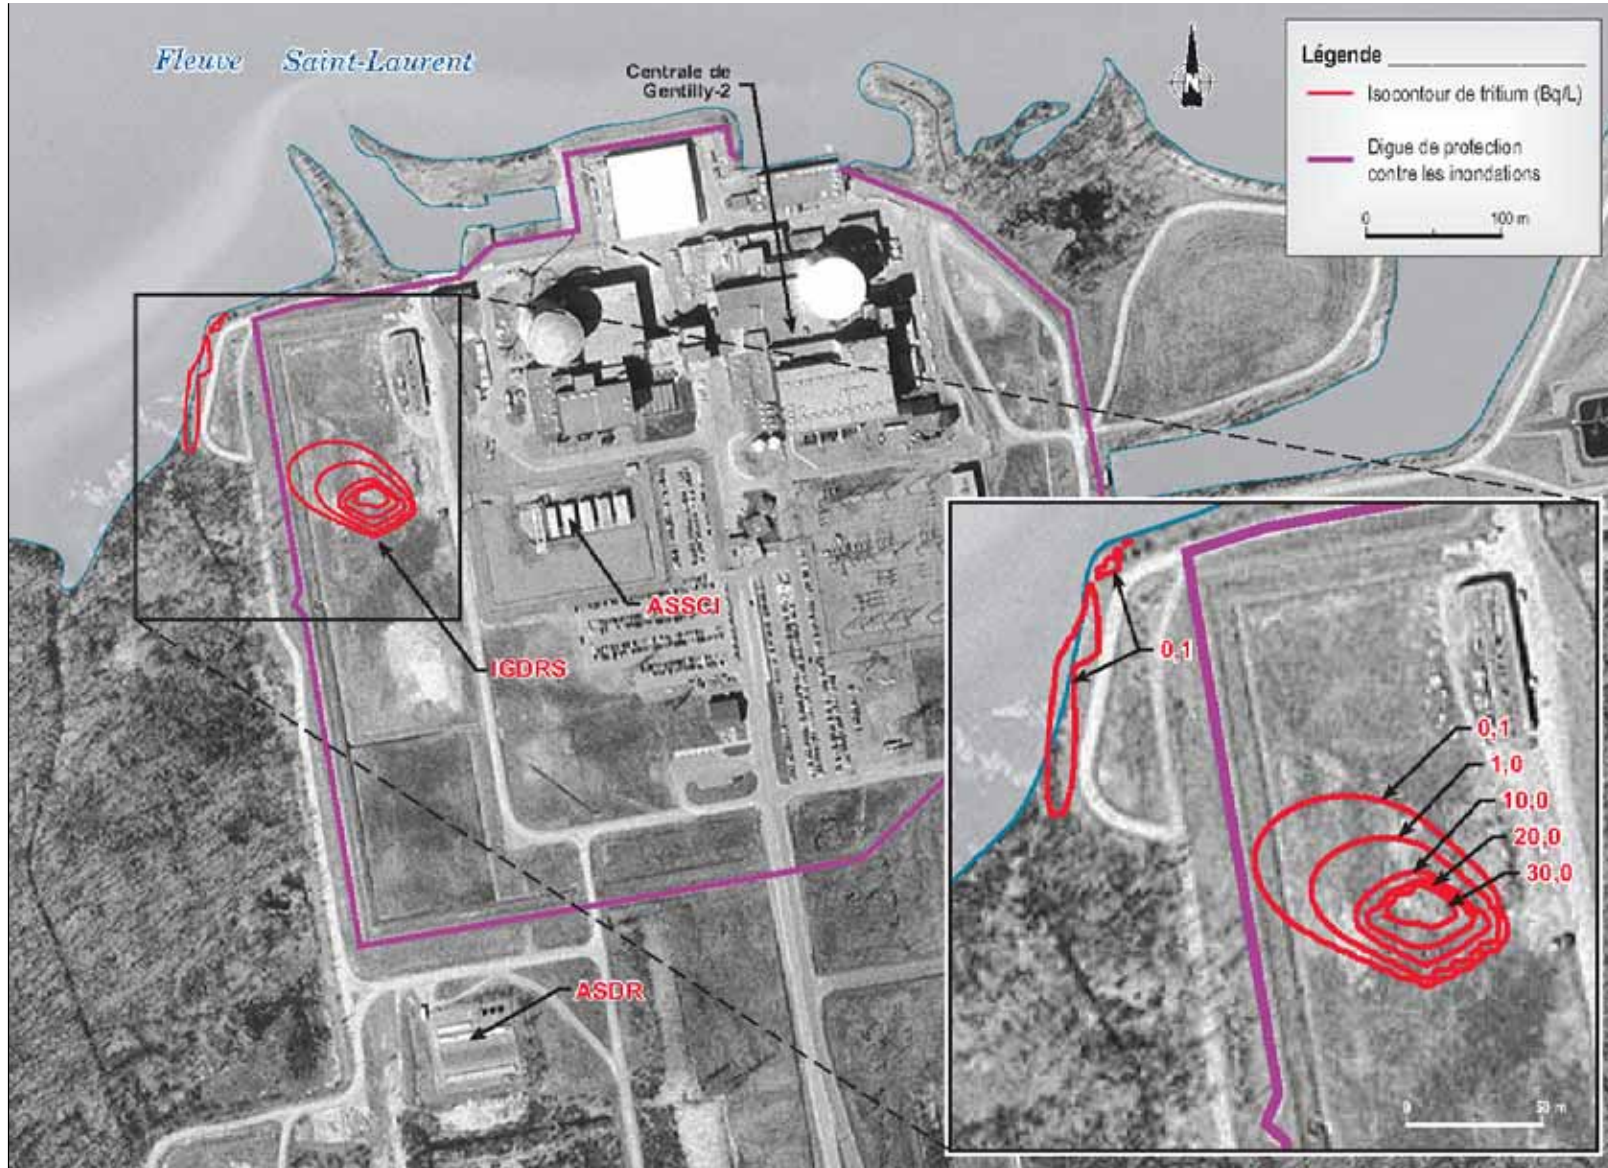 Fleuve Saint-Laurent
Centrale de
Gentilly-2
N
Légende
Isocontour de tritium (Bq/L)
Digue de protection
contre les inondations
0 100 m
ASSCI
IGDRS
ASDR
0,1
0,1
1,0
10,0
20,0
30,0
0 50 m